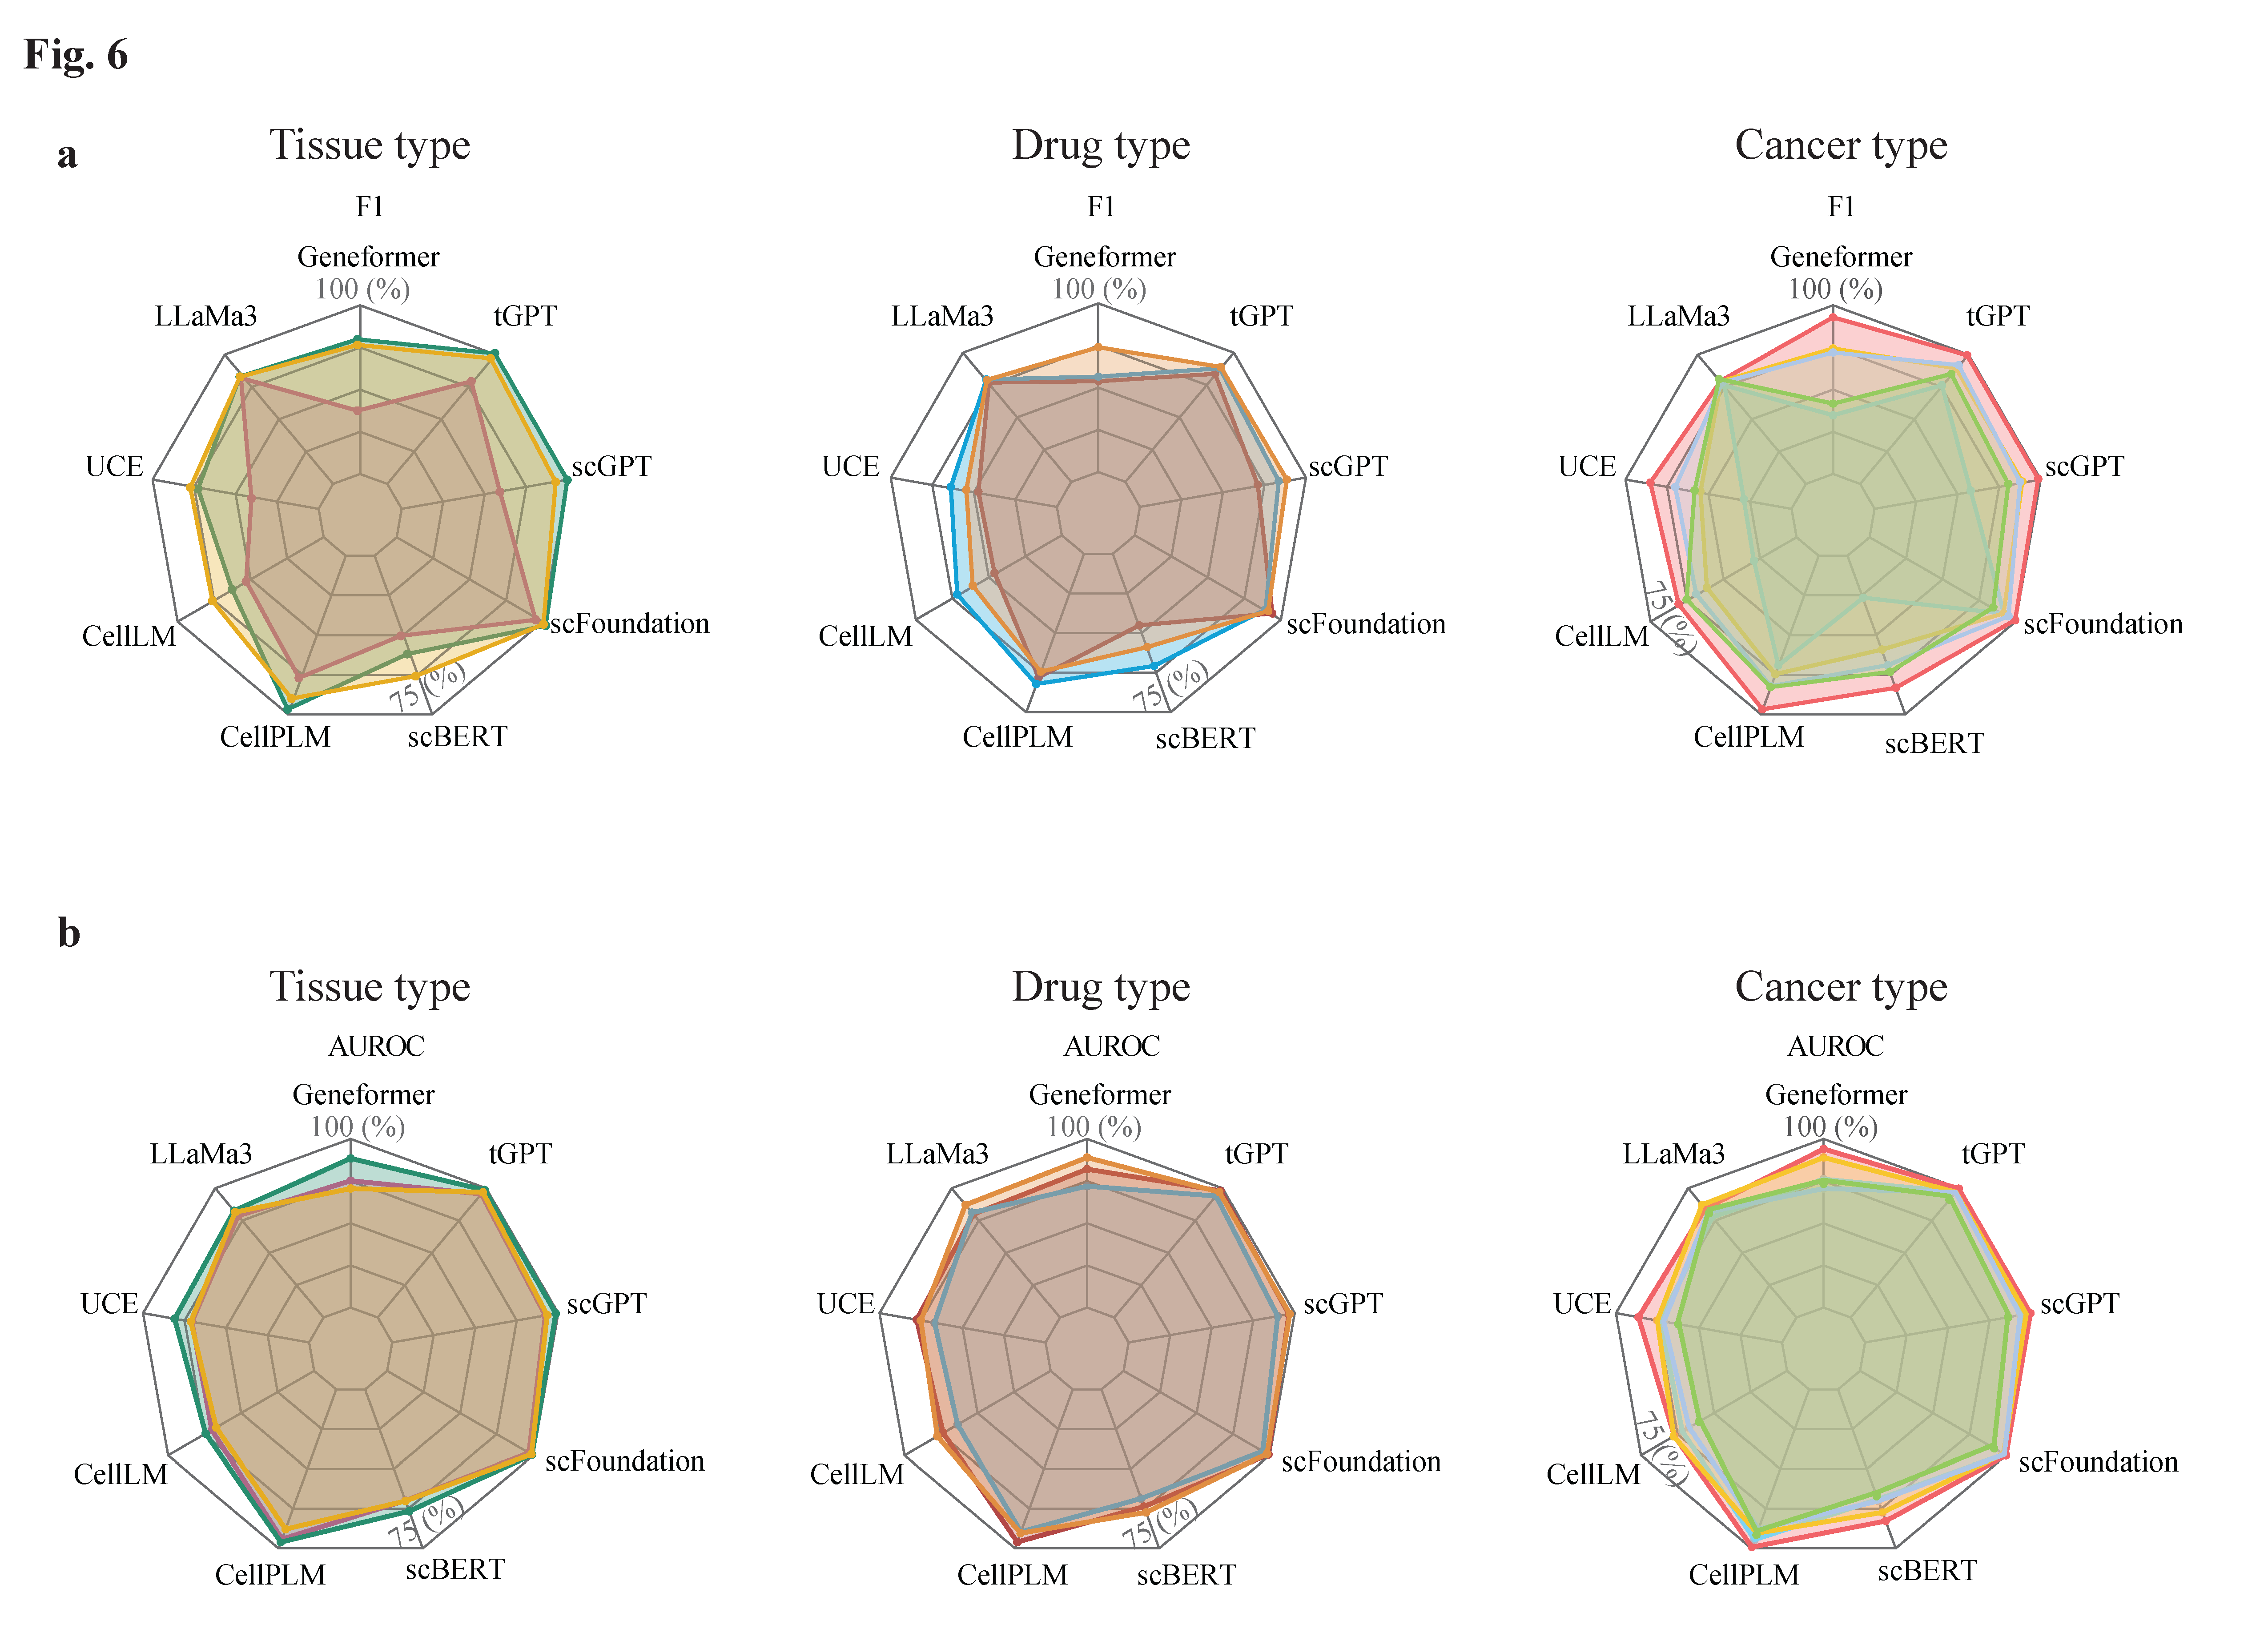 Fig. 6
a
Tissue type
F1
Geneformer
100 (%)
LLaMa3
tGPT
UCE
scGPT
CellLM
scFoundation
75 (%)
CellPLM
scBERT
Drug type
F1
Geneformer
100 (%)
LLaMa3
tGPT
UCE
scGPT
CellLM
scFoundation
75 (%)
CellPLM
scBERT
Cancer type
F1
Geneformer
100 (%)
LLaMa3
tGPT
UCE
scGPT
75 (%)
CellLM
scFoundation
CellPLM
scBERT
b
Tissue type
AUROC
Geneformer
100 (%)
LLaMa3
tGPT
UCE
scGPT
CellLM
scFoundation
75 (%)
CellPLM
scBERT
Drug type
AUROC
Geneformer
100 (%)
LLaMa3
tGPT
UCE
scGPT
CellLM
scFoundation
75 (%)
CellPLM
scBERT
Cancer type
AUROC
Geneformer
100 (%)
LLaMa3
tGPT
UCE
scGPT
75 (%)
CellLM
scFoundation
CellPLM
scBERT